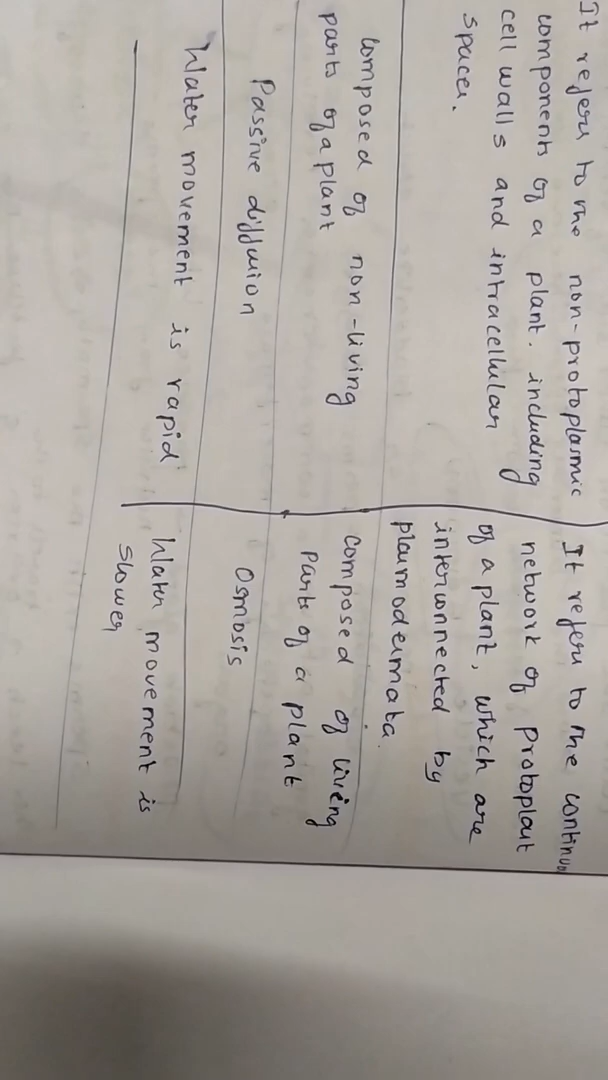 It refers to the non-protoplasmic
components of a plant. including
cell walls and intracellular
spaces.
It refers to the continuo
network of protoplast
of a plant, which are
interconnected by
plasmodesmata.
composed of non-living
parts of a plant
composed of living
parts of a plant
Passive diffusion
Osmosis
Water movement is rapid
Water movement is
slower